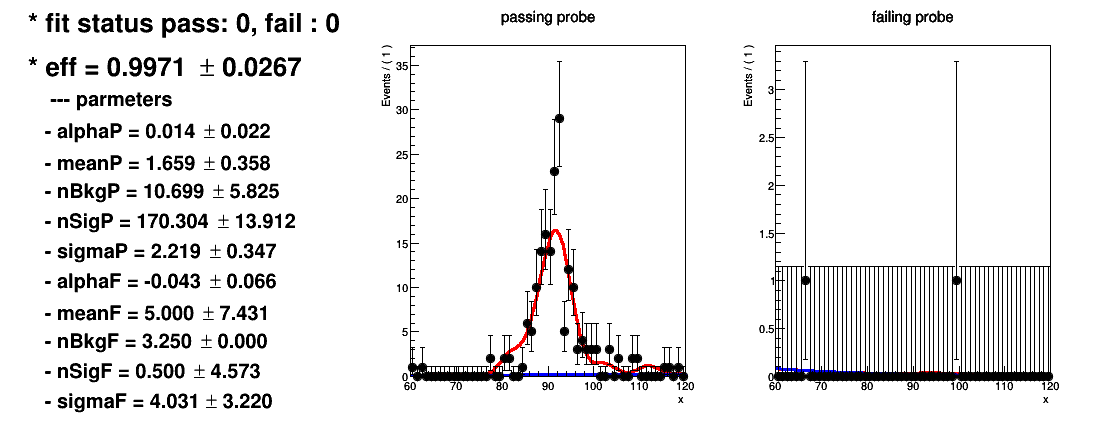 * fit status pass: 0, fail : 0
* eff = 0.9971 ± 0.0267
--- parmeters
- alphaP = 0.014 ± 0.022
- meanP = 1.659 ± 0.358
- nBkgP = 10.699 ± 5.825
- nSigP = 170.304 ± 13.912
- sigmaP = 2.219 ± 0.347
- alphaF = -0.043 ± 0.066
- meanF = 5.000 ± 7.431
- nBkgF = 3.250 ± 0.000
- nSigF = 0.500 ± 4.573
- sigmaF = 4.031 ± 3.220
passing probe
Events / ( 1 )
35
30
25
20
15
10
5
0
60 70 80 90 100 110 120
x
failing probe
Events / ( 1 )
3
2.5
2
1.5
1
0.5
0
60 70 80 90 100 110 120
x